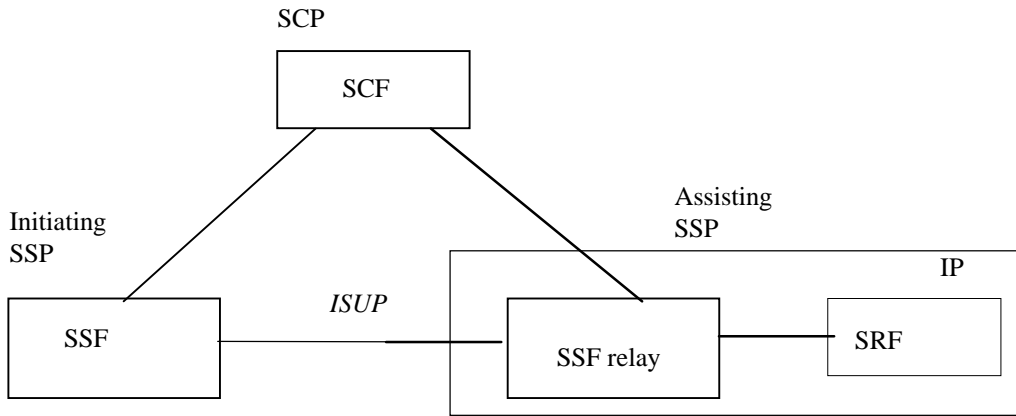 SCP
SCF
Assisting
SSP
Initiating
SSP
IP
ISUP
SSF
SSF relay
SRF